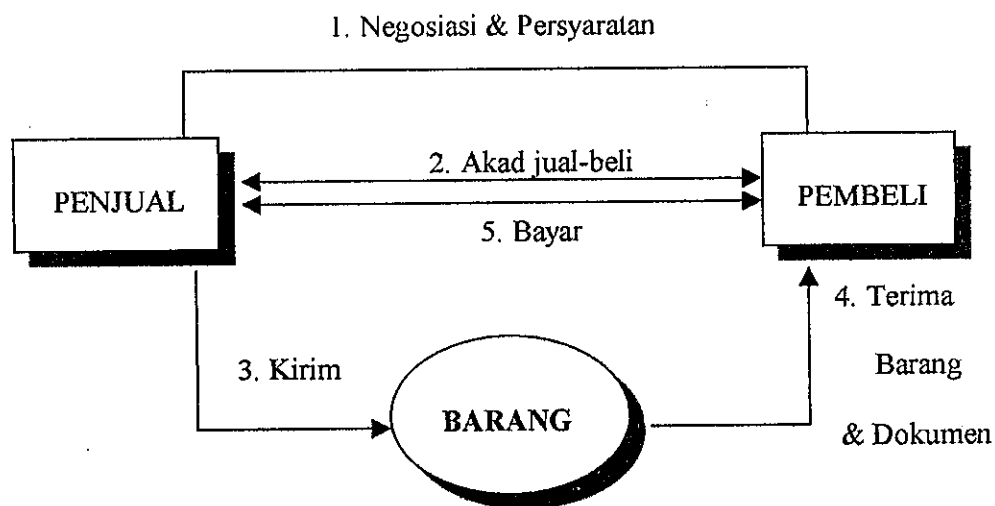 1. Negosiasi & Persyaratan
PENJUAL
2. Akad jual-beli
5. Bayar
PEMBELI
3. Kirim
BARANG
4. Terima
Barang
& Dokumen